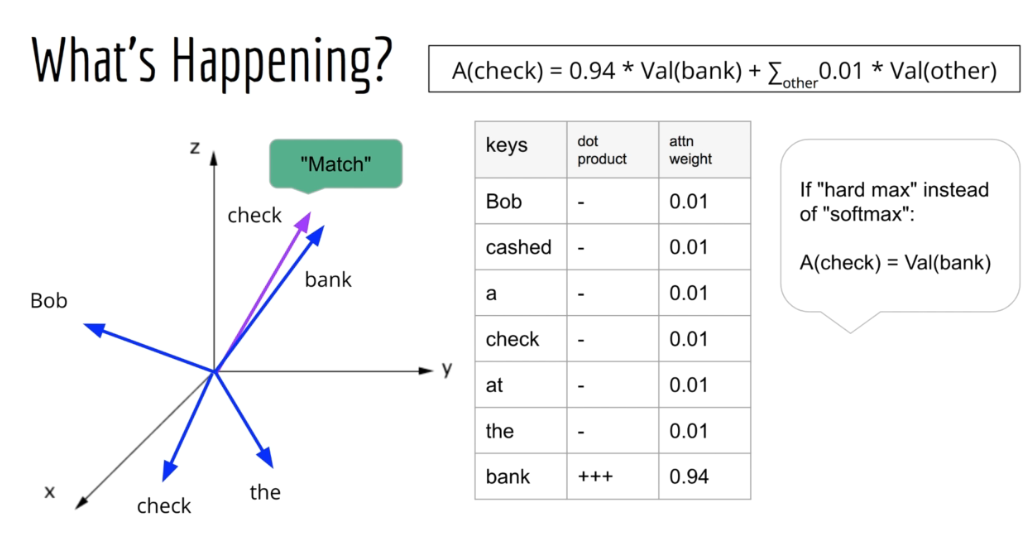 What's Happening?
A(check) = 0.94 * Val(bank) + ∑other 0.01 * Val(other)
z
"Match"
check
bank
Bob
y
x
check
the
keys dot product attn weight
Bob - 0.01
cashed - 0.01
a - 0.01
check - 0.01
at - 0.01
the - 0.01
bank +++ 0.94
If "hard max" instead
of "softmax":
A(check) = Val(bank)